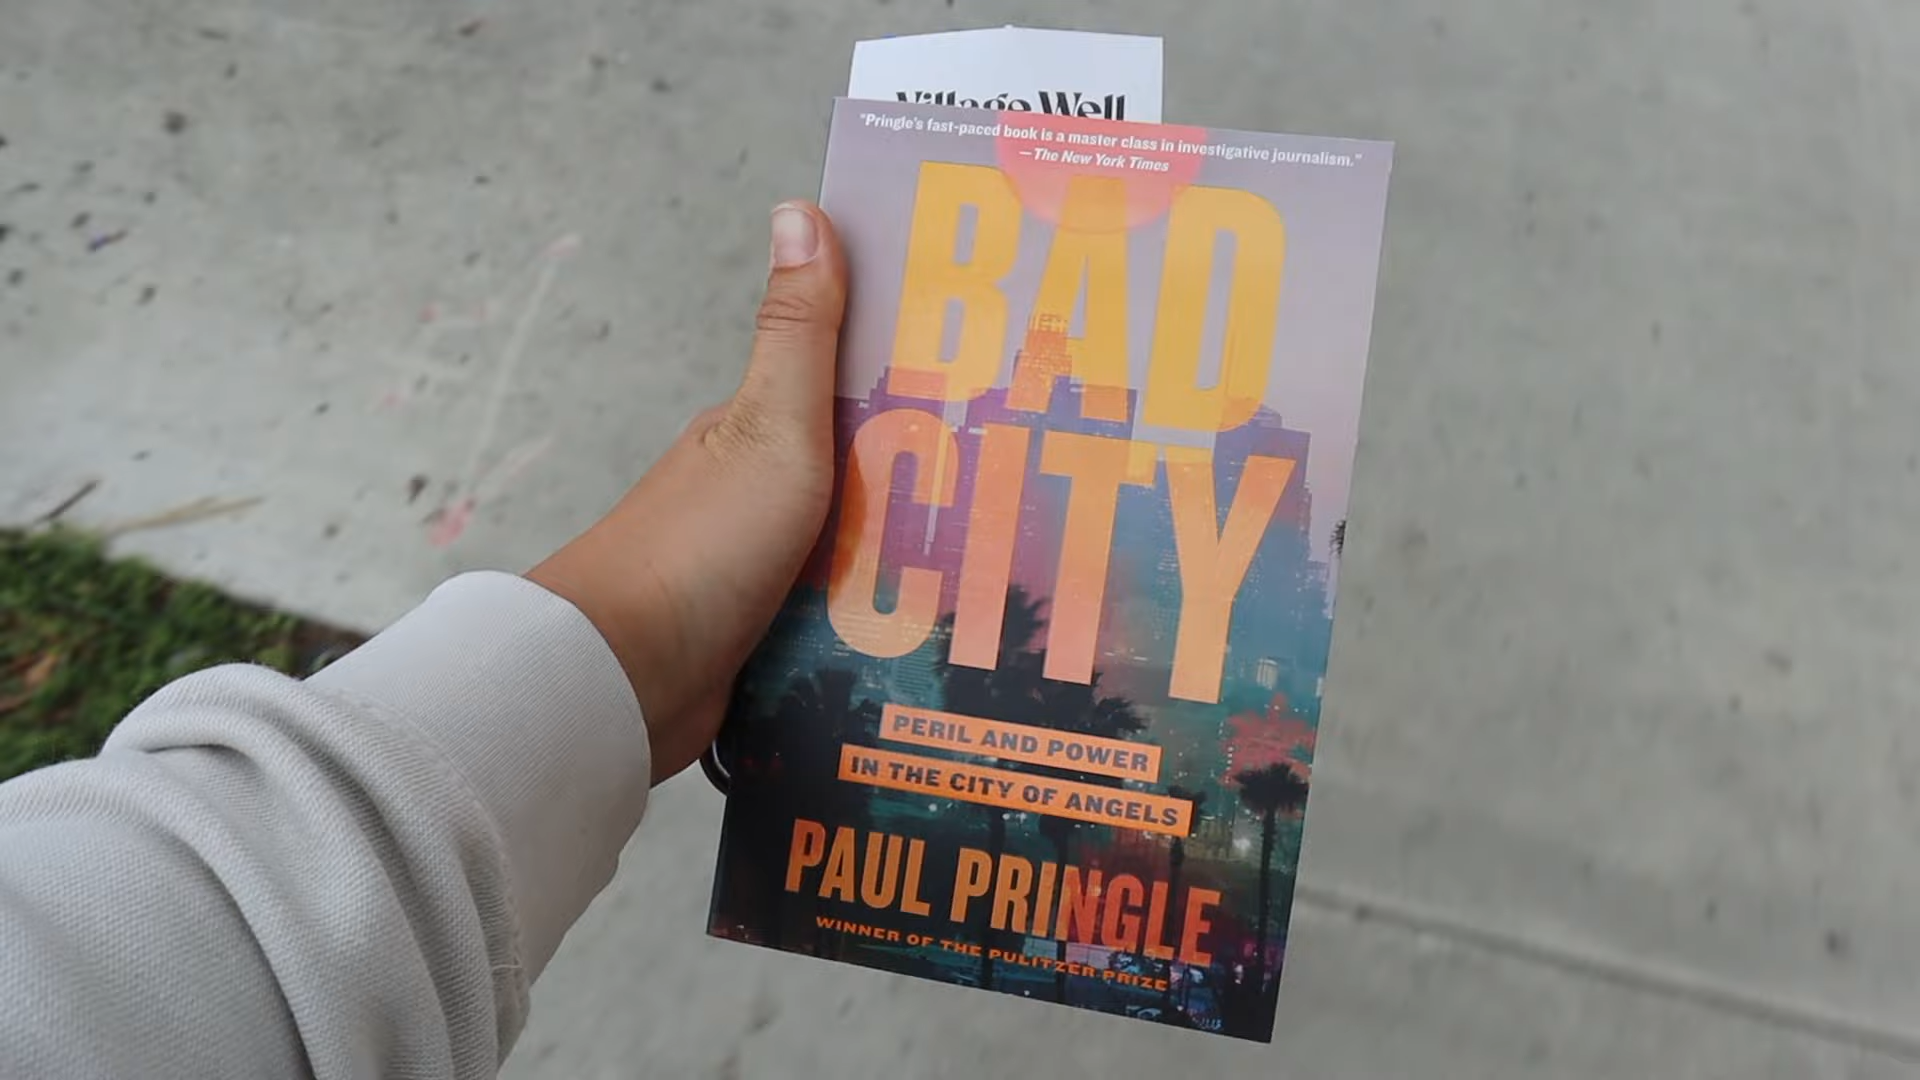 Village Well
"Pringle's fast-paced book is a master class in investigative journalism."
—The New York Times
BAD
CITY
PERIL AND POWER
IN THE CITY OF ANGELS
PAUL PRINGLE
WINNER OF THE PULITZER PRIZE